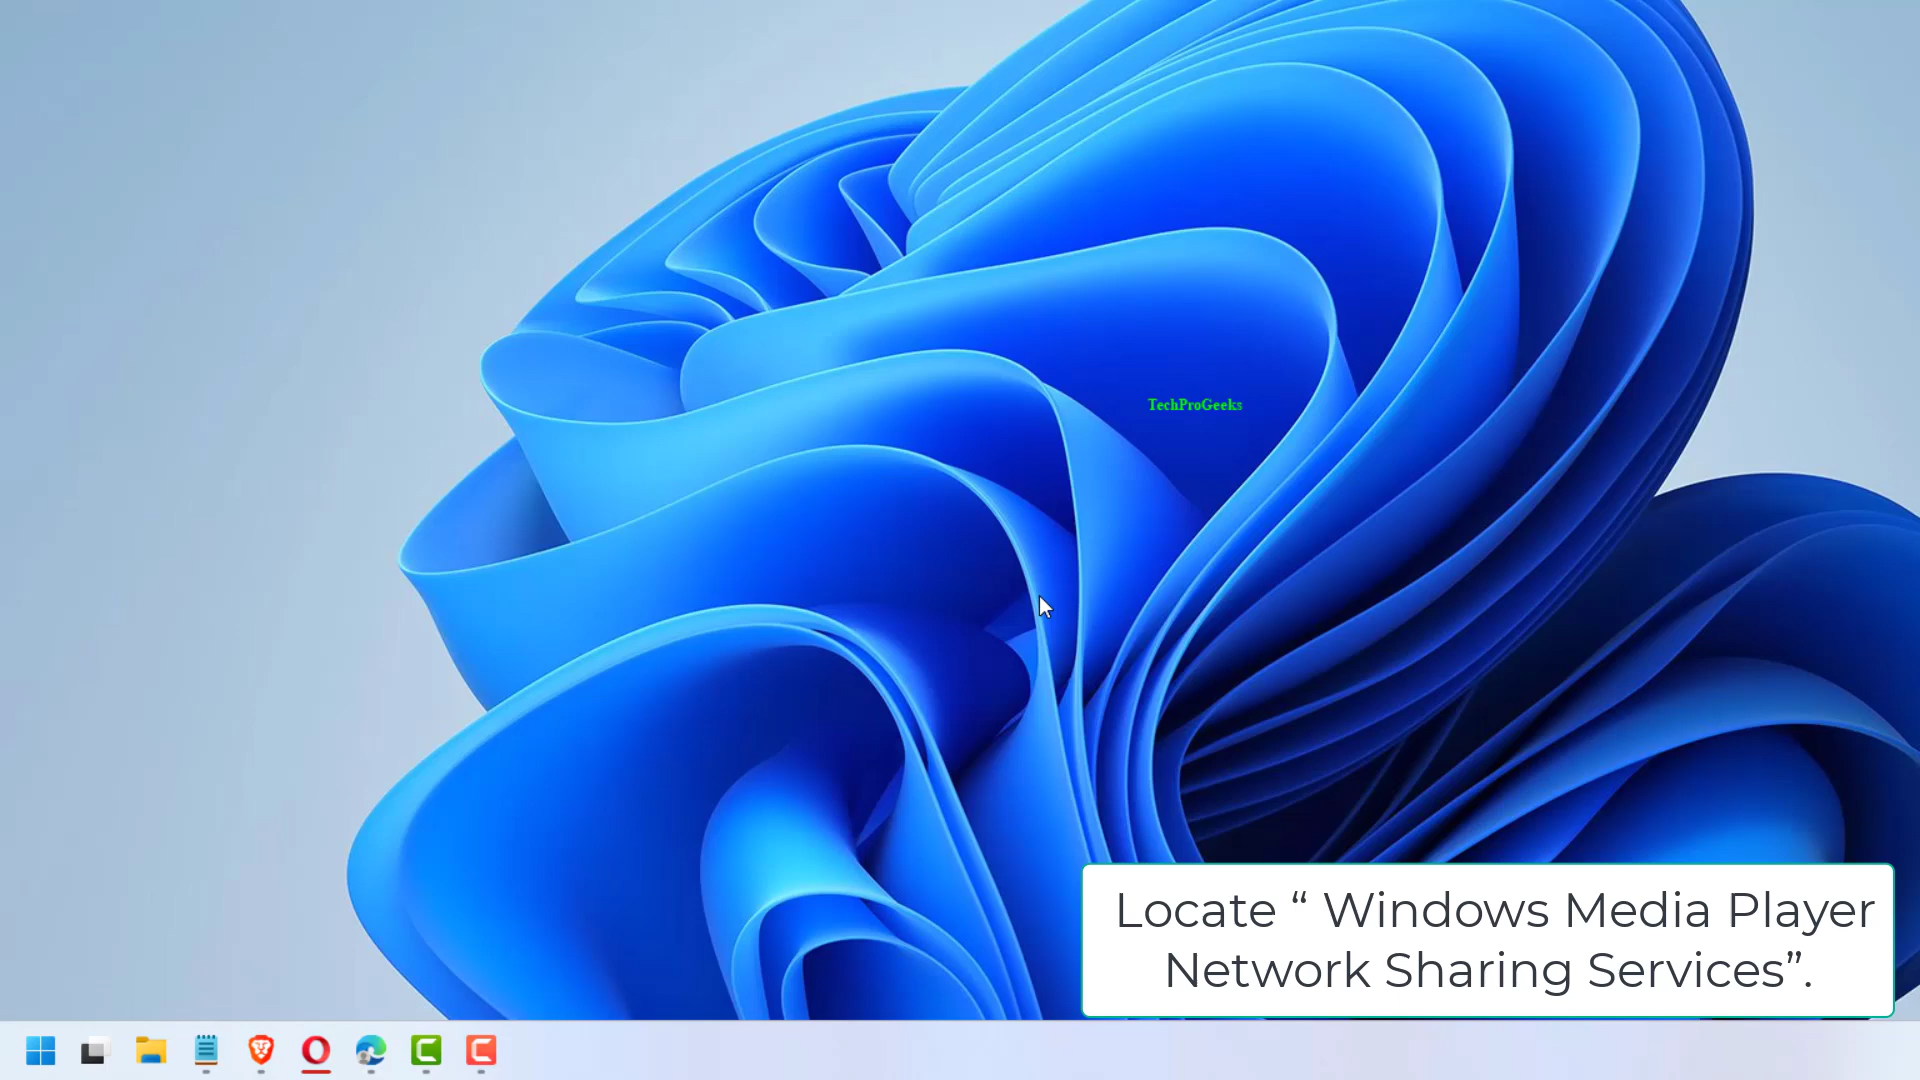 TechProGeeks
Locate “ Windows Media Player
Network Sharing Services”.